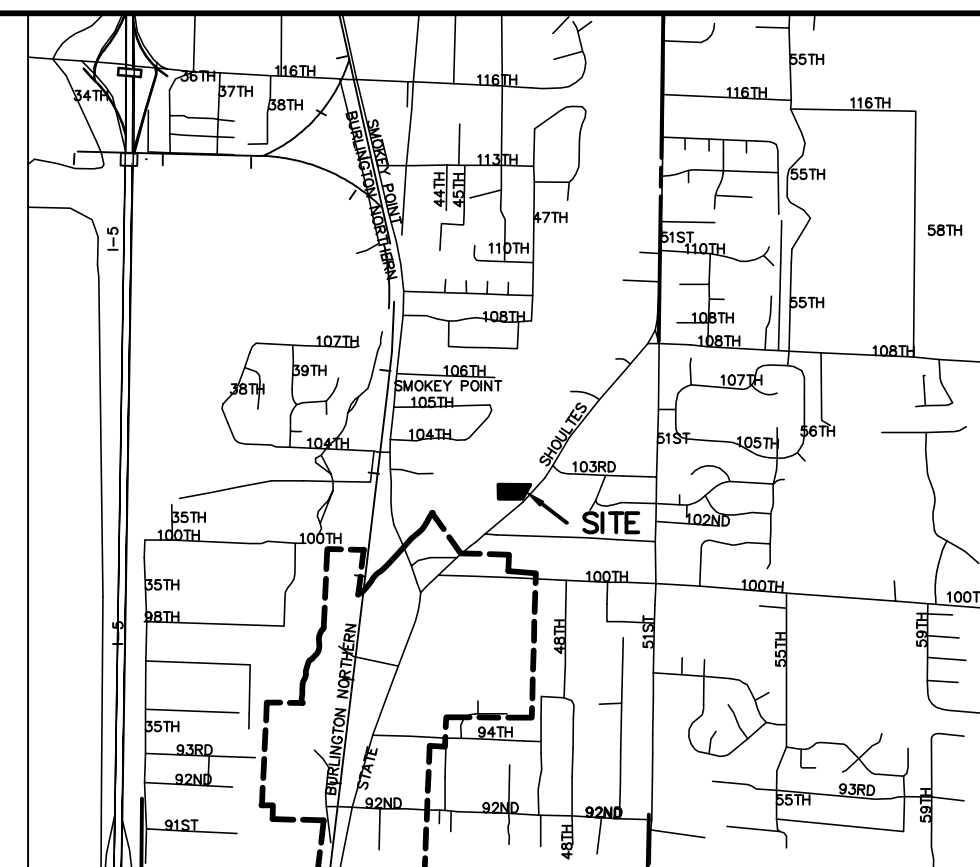 55TH
36TH
116TH
116TH
37TH
34TH
38TH
116TH
116TH
SMOKEY POINT
BURLINGTON NORTHERN
113TH
44TH
45TH
55TH
47TH
58TH
I-5
51ST
110TH
110TH
55TH
108TH
108TH
107TH
108TH
108TH
39TH
106TH
38TH
SMOKEY POINT
107TH
105TH
SHOULTES
104TH
104TH
51ST
105TH
56TH
103RD
35TH
SITE
102ND
100TH
100TH
35TH
100TH
100TH
100T
98TH
I-5
48TH
51ST
55TH
59TH
BURLINGTON NORTHERN
35TH
94TH
93RD
STATE
92ND
93RD
92ND
92ND
92ND
55TH
59TH
91ST
48TH